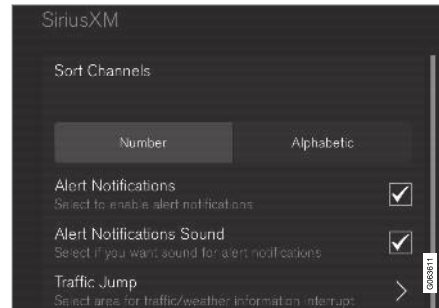 SiriusXM
Sort Channels
Number Alphabetic
Alert Notifications
Select to enable alert notifications
Alert Notifications Sound
Select if you want sound for alert notifications
Traffic Jump
Select area for traffic/weather information interrupt
G063611